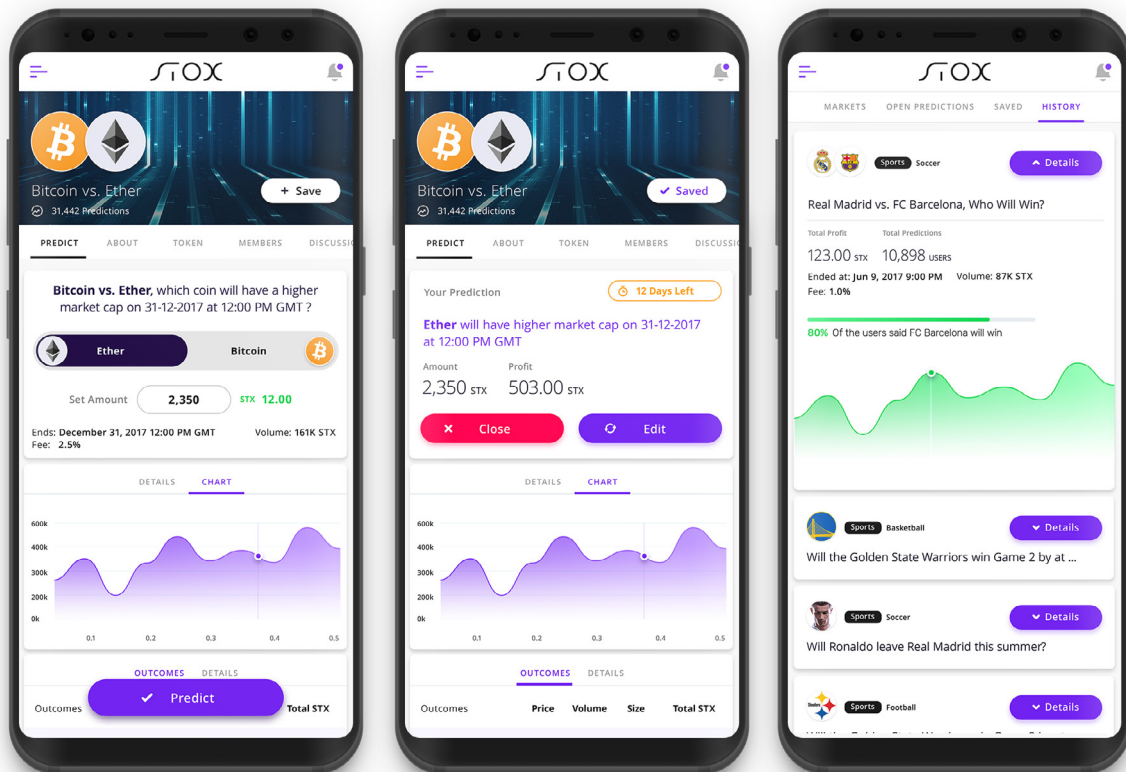 STOX
Bitcoin vs. Ether
+ Save
31,442 Predictions
PREDICT ABOUT TOKEN MEMBERS DISCUSSIO
Bitcoin vs. Ether, which coin will have a higher
market cap on 31-12-2017 at 12:00 PM GMT ?
Ether Bitcoin
Set Amount 2,350 STX 12.00
Ends: December 31, 2017 12:00 PM GMT Volume: 161K STX
Fee: 2.5%
DETAILS CHART
600k
400k
300k
200k
0k
0.1 0.2 0.3 0.4 0.5
OUTCOMES DETAILS
Predict
Outcomes Total STX
STOX
Bitcoin vs. Ether
Saved
31,442 Predictions
PREDICT ABOUT TOKEN MEMBERS DISCUSSIO
Your Prediction 12 Days Left
Ether will have higher market cap on 31-12-2017
at 12:00 PM GMT
Amount Profit
2,350 STX 503.00 STX
Close Edit
DETAILS CHART
600k
400k
300k
200k
0k
0.1 0.2 0.3 0.4 0.5
OUTCOMES DETAILS
Outcomes Price Volume Size Total STX
STOX
MARKETS OPEN PREDICTIONS SAVED HISTORY
Sports Soccer Details
Real Madrid vs. FC Barcelona, Who Will Win?
Total Profit Total Predictions
123.00 STX 10,898 USERS
Ended at: Jun 9, 2017 9:00 PM Volume: 87K STX
Fee: 1.0%
80% Of the users said FC Barcelona will win
Sports Basketball Details
Will the Golden State Warriors win Game 2 by at ...
Sports Soccer Details
Will Ronaldo leave Real Madrid this summer?
Steelers Sports Football Details